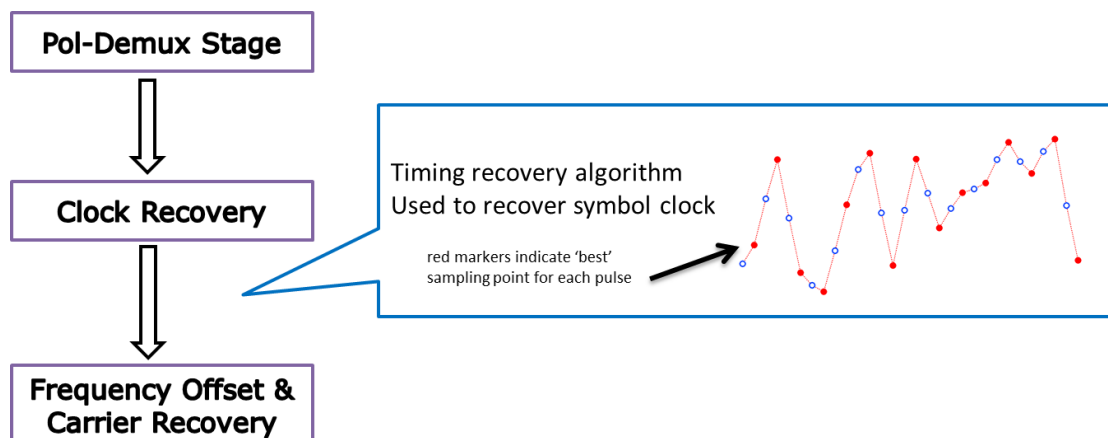 Pol-Demux Stage
Clock Recovery
Timing recovery algorithm
Used to recover symbol clock
red markers indicate ‘best’
sampling point for each pulse
Frequency Offset &
Carrier Recovery